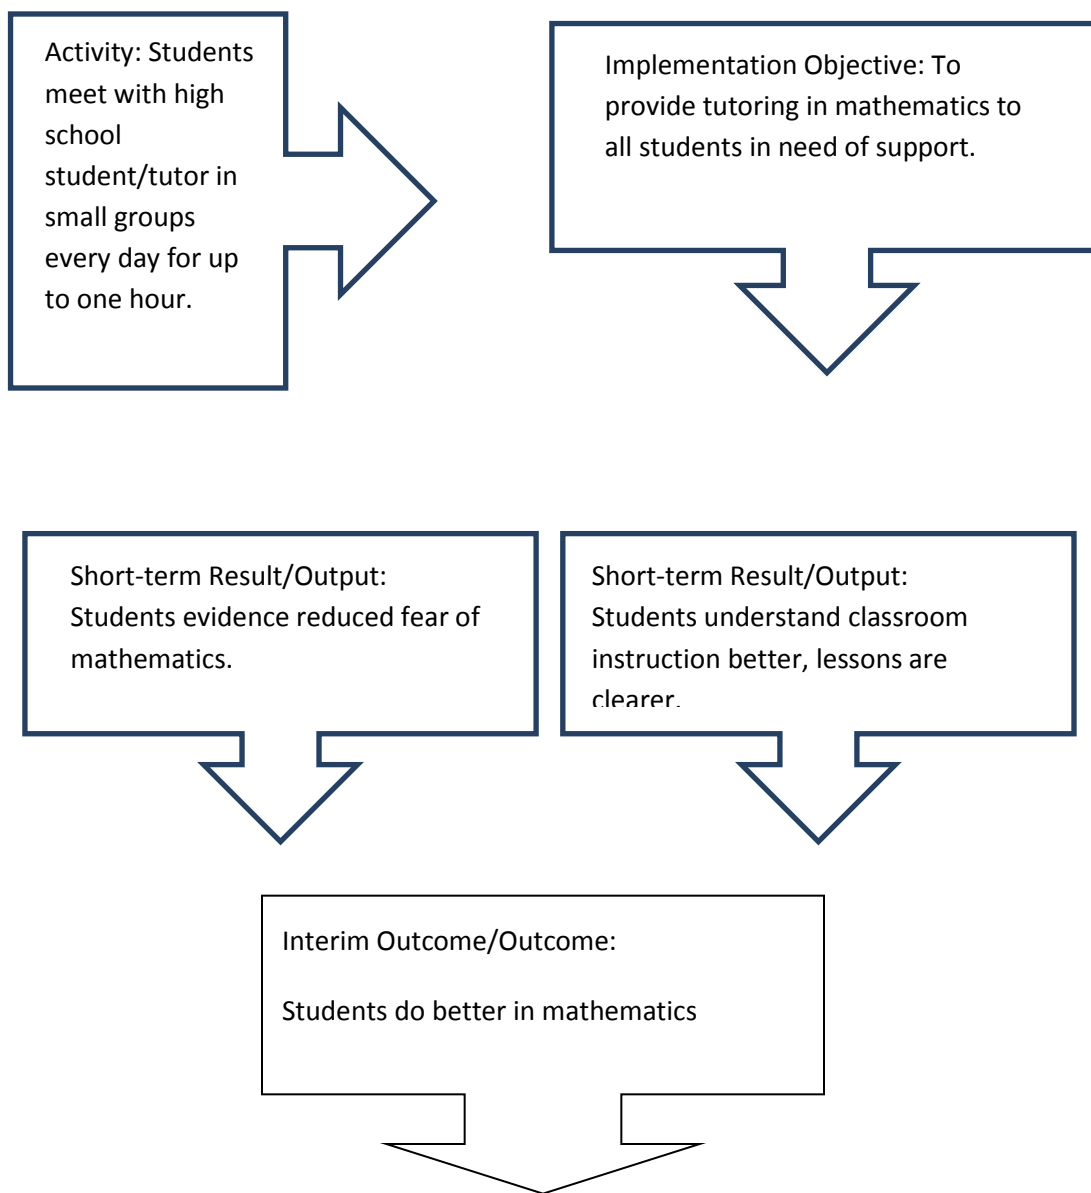 Activity: Students
meet with high
school
student/tutor in
small groups
every day for up
to one hour.
Implementation Objective: To
provide tutoring in mathematics to
all students in need of support.
Short-term Result/Output:
Students evidence reduced fear of
mathematics.
Short-term Result/Output:
Students understand classroom
instruction better, lessons are
clearer.
Interim Outcome/Outcome:
Students do better in mathematics